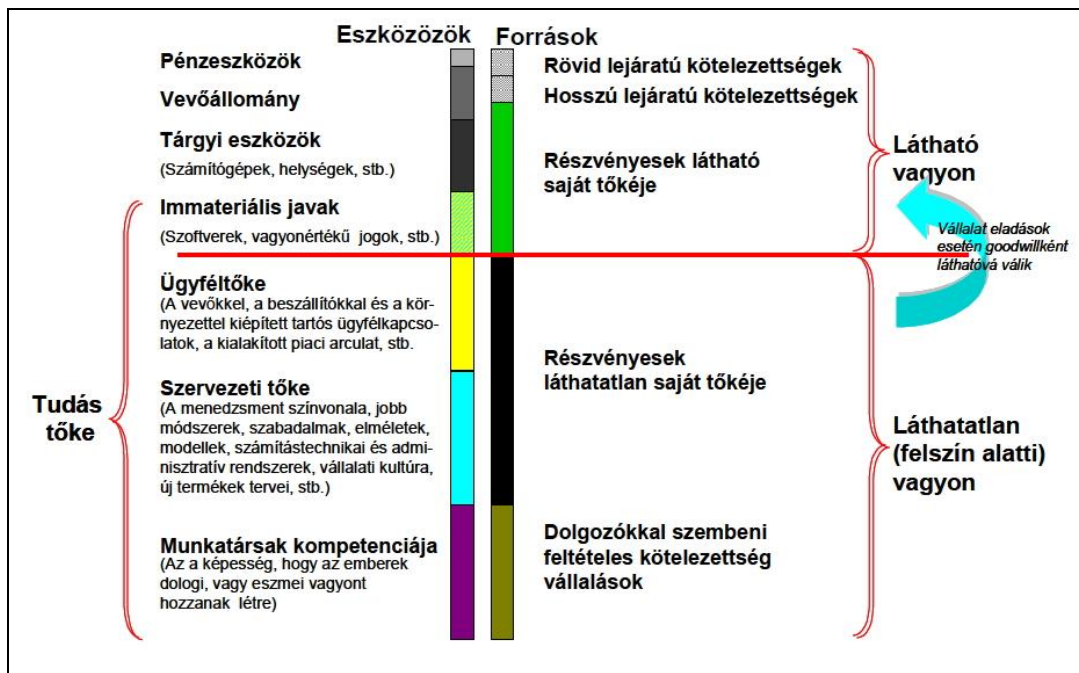 Eszközözök
Források
Pénzeszközök
Vevőállomány
Tárgyi eszközök
(Számítógépek, helységek, stb.)
Immateriális javak
(Szoftverek, vagyonértékű jogok, stb.)
Ügyféltőke
(A vevőkkel, a beszállítókkal és a kör-
nyezettel kiépített tartós ügyfélkapcso-
latok, a kialakított piaci arculat, stb.
Szervezeti tőke
(A menedzsment színvonala, jobb
módszerek, szabadalmak, elméletek,
modellek, számítástechnikai és admi-
nisztratív rendszerek, vállalati kultúra,
új termékek tervei, stb.)
Munkatársak kompetenciája
(Az a képesség, hogy az emberek
dologi, vagy eszmei vagyont
hozzanak létre)
Tudás
tőke
Rövid lejáratú kötelezettségek
Hosszú lejáratú kötelezettségek
Részvényesek látható
saját tőkéje
Részvényesek
láthatatlan saját tőkéje
Dolgozókkal szembeni
feltételes kötelezettség
vállalások
Látható
vagyon
Vállalat eladások
esetén goodwillként
láthatóvá válik
Láthatatlan
(felszín alatti)
vagyon